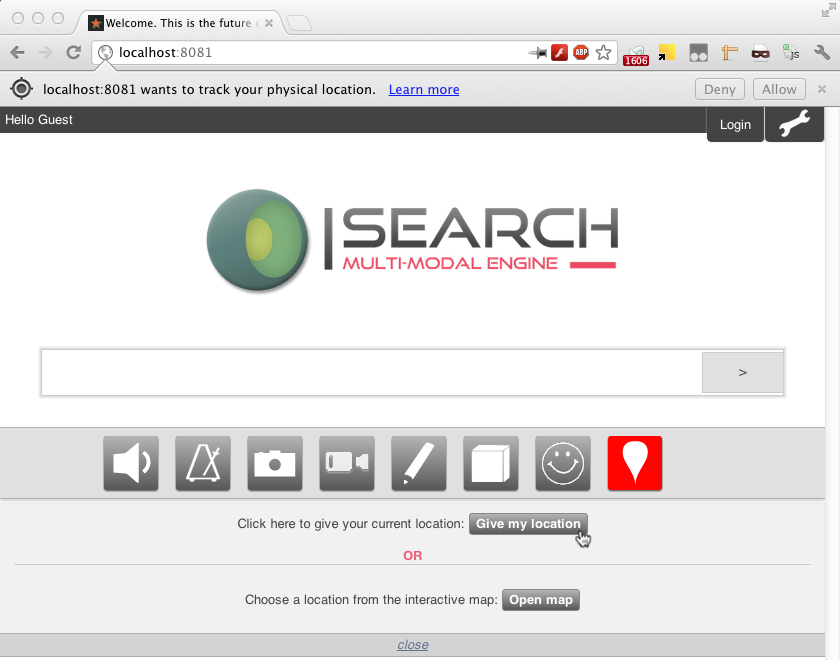 Welcome. This is the future
localhost:8081
ABP
1606
js
localhost:8081 wants to track your physical location. Learn more Deny Allow
Hello Guest
Login
|SEARCH
MULTI-MODAL ENGINE
>
Click here to give your current location: Give my location
OR
Choose a location from the interactive map: Open map
close